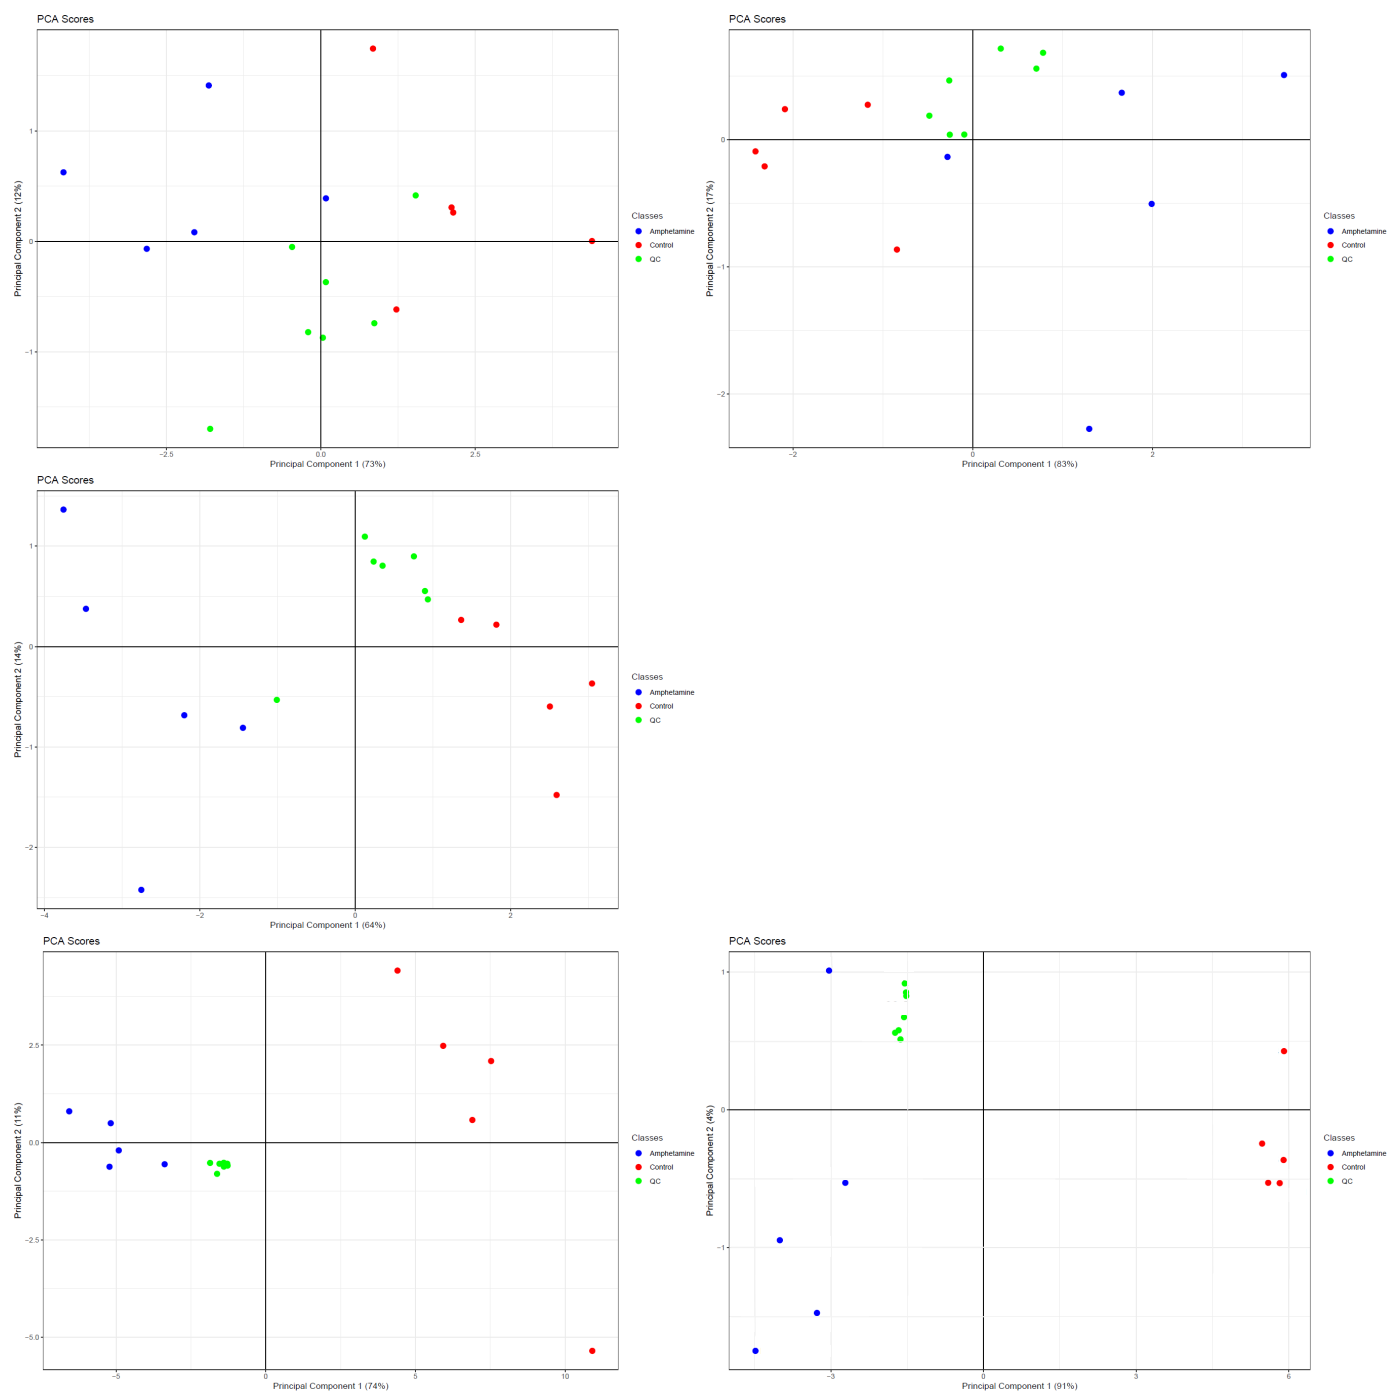 PCA Scores
Principal Component 2 (12%)
1
0
−1
−2.5
0.0
2.5
Principal Component 1 (73%)
Classes
Amphetamine
Control
QC
PCA Scores
Principal Component 2 (17%)
0
−1
−2
−2
0
2
Principal Component 1 (83%)
Classes
Amphetamine
Control
QC
PCA Scores
Principal Component 2 (14%)
1
0
−1
−2
−4
−2
0
2
Principal Component 1 (64%)
Classes
Amphetamine
Control
QC
PCA Scores
Principal Component 2 (11%)
2.5
0.0
−2.5
−5.0
−5
0
5
10
Principal Component 1 (74%)
Classes
Amphetamine
Control
QC
PCA Scores
Principal Component 2 (4%)
1
0
−1
−3
0
3
6
Principal Component 1 (91%)
Classes
Amphetamine
Control
QC